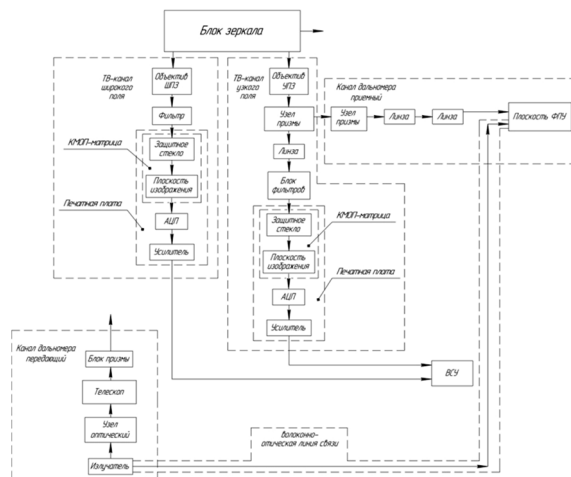 Блок зеркала
ТВ-канал
широкого
поля
Объектив
ШПЗ
Фильтр
Защитное
стекло
КМОП-матрица
Плоскость
изображения
Печатная плата
АЦП
Усилитель
ТВ-канал
узкого
поля
Объектив
УПЗ
Узел
призмы
Линза
Блок
фильтров
Защитное
стекло
КМОП-матрица
Плоскость
изображения
Печатная плата
АЦП
Усилитель
Канал дальномера
приемный
Узел
призмы
Линза
Линза
Плоскость ФПУ
ВСУ
Канал дальномера
передающий
Блок призмы
Телескоп
Узел
оптический
Излучатель
волоконно-
оптическая линия связи